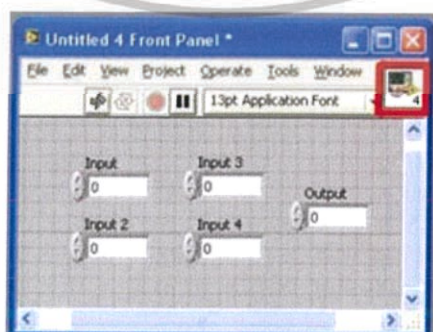 Untitled 4 Front Panel *
File Edit View Project Operate Tools Window
13pt Application Font
4
Input
0
Input 3
0
Output
0
Input 2
0
Input 4
0